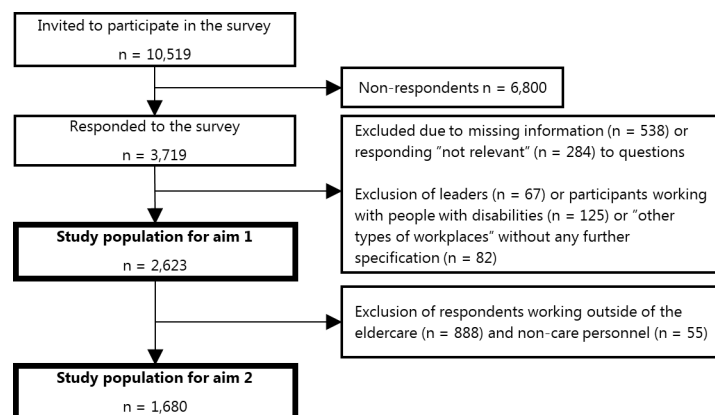 Invited to participate in the survey
n = 10,519
Non-respondents n = 6,800
Responded to the survey
n = 3,719
Excluded due to missing information (n = 538) or
responding “not relevant” (n = 284) to questions
Exclusion of leaders (n = 67) or participants working
with people with disabilities (n = 125) or “other
types of workplaces” without any further
specification (n = 82)
Study population for aim 1
n = 2,623
Exclusion of respondents working outside of the
eldercare (n = 888) and non-care personnel (n = 55)
Study population for aim 2
n = 1,680